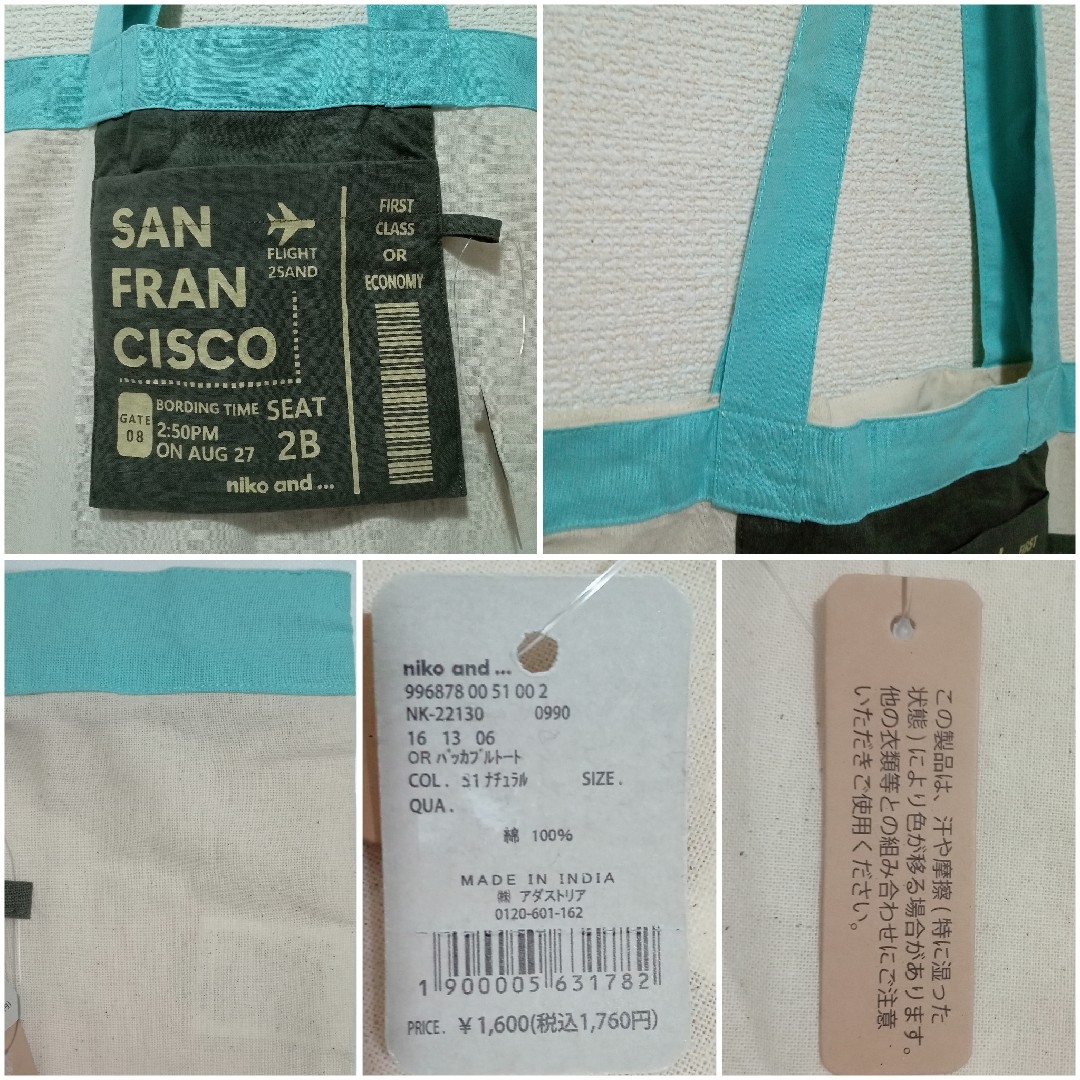 SAN
FRAN
CISCO
FLIGHT
2SAND
FIRST
CLASS
OR
ECONOMY
GATE
08
BORDING TIME
2:50PM
ON AUG 27
SEAT
2B
niko and ...
FIRST
niko and ...
996878 00 51 00 2
NK-22130 0990
16 13 06
OR パッカブルトート
COL. 51 ナチュラル SIZE.
QUA.
綿 100%
MADE IN INDIA
㈱ アダストリア
0120-601-162
1 900005 631782
PRICE. ¥1,600(税込1,760円)
この製品は、汗や摩擦(特に湿った
状態)により色が移る場合があります。
他の衣類等との組み合わせにご注意
いただきご使用ください。